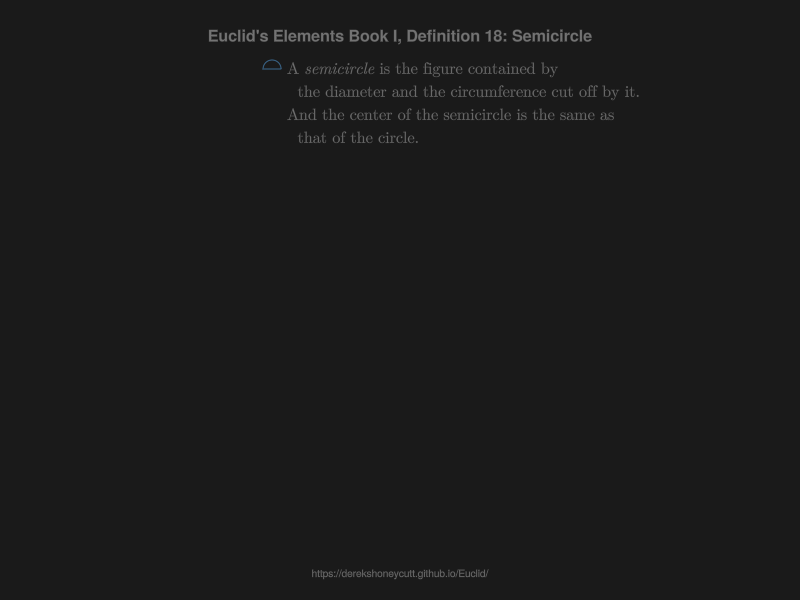 Euclid's Elements Book I, Definition 18: Semicircle
A semicircle is the figure contained by
the diameter and the circumference cut off by it.
And the center of the semicircle is the same as
that of the circle.
https://derekshoneycutt.github.io/Euclid/